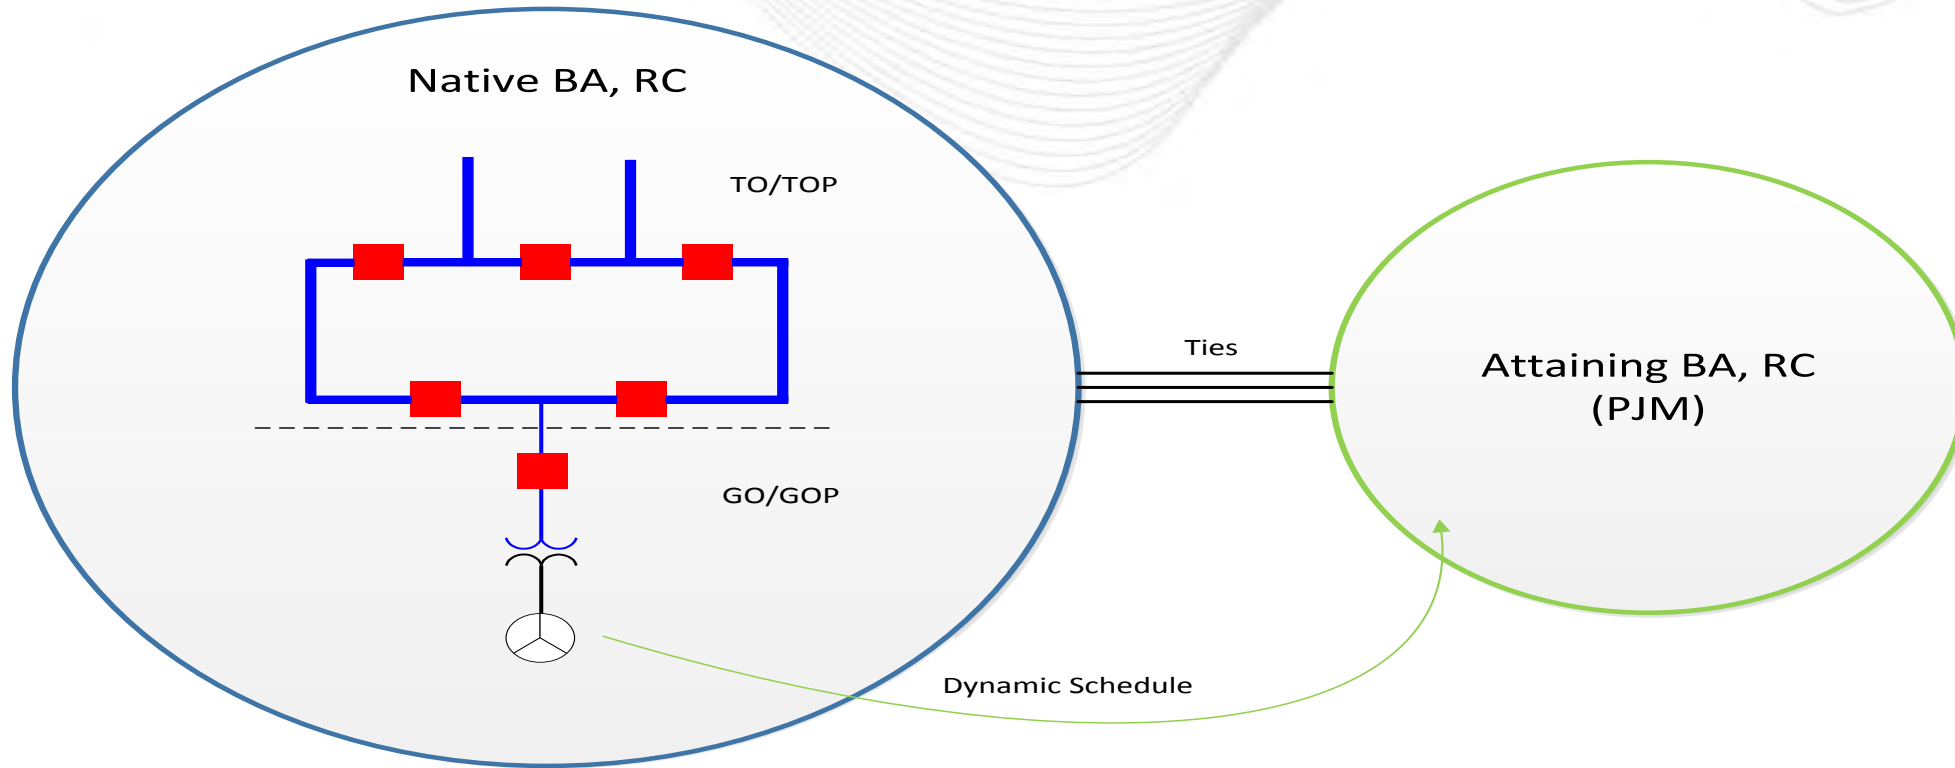 Native BA, RC
TO/TOP
Ties
Attaining BA, RC
(PJM)
GO/GOP
Dynamic Schedule